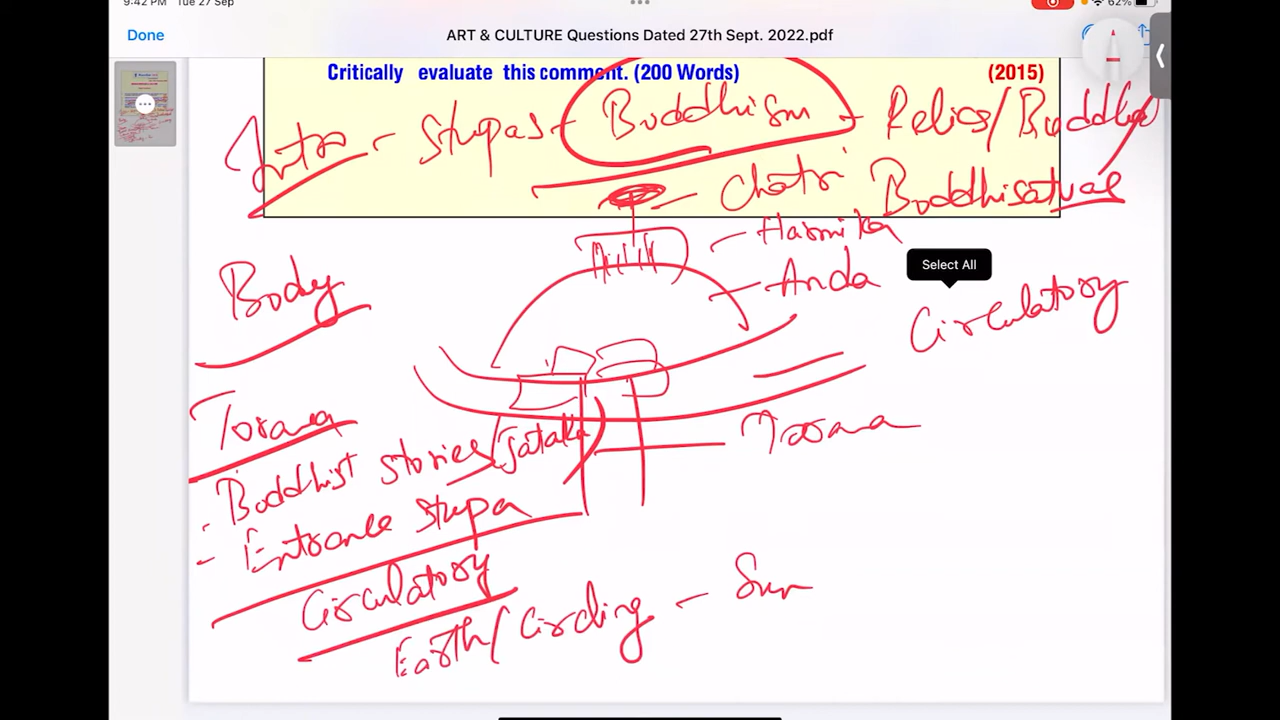 9:42 PM Tue 27 Sep
62%
Done
ART & CULTURE Questions Dated 27th Sept. 2022.pdf
Critically evaluate this comment. (200 Words) (2015)
Intro - Stupas - Buddhism - Relics/Buddha
Boddhisatvas
Chatri
Harmika
Anda
Select All
Circulatory
Body
Torana
Torana
- Buddhist stories/Jataka
- Entrance stupa
Circulatory
Earth/Circling - Sun